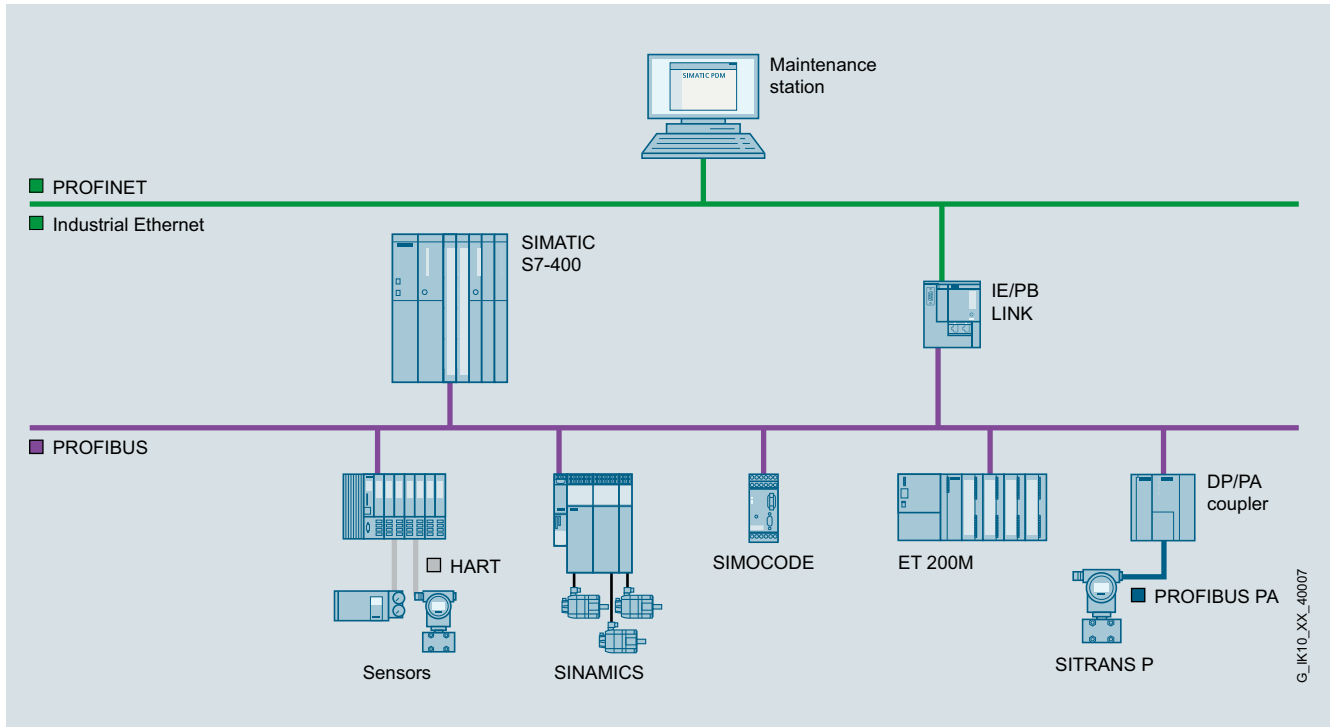 SIMATIC PDM
Maintenance
station
PROFINET
Industrial Ethernet
SIMATIC
S7-400
IE/PB
LINK
PROFIBUS
DP/PA
coupler
HART
SIMOCODE
ET 200M
PROFIBUS PA
Sensors
SINAMICS
SITRANS P
G_IK10_XX_40007